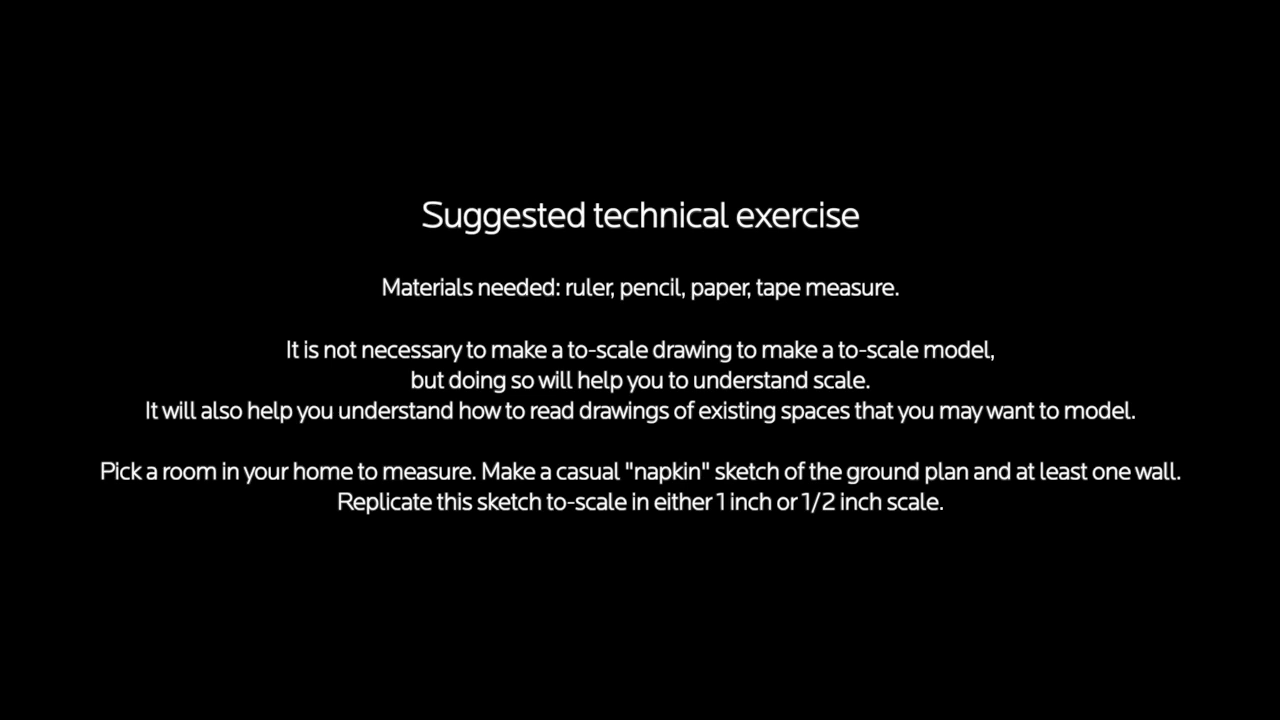 Suggested technical exercise
Materials needed: ruler, pencil, paper, tape measure.
It is not necessary to make a to-scale drawing to make a to-scale model,
but doing so will help you to understand scale.
It will also help you understand how to read drawings of existing spaces that you may want to model.
Pick a room in your home to measure. Make a casual "napkin" sketch of the ground plan and at least one wall.
Replicate this sketch to-scale in either 1 inch or 1/2 inch scale.